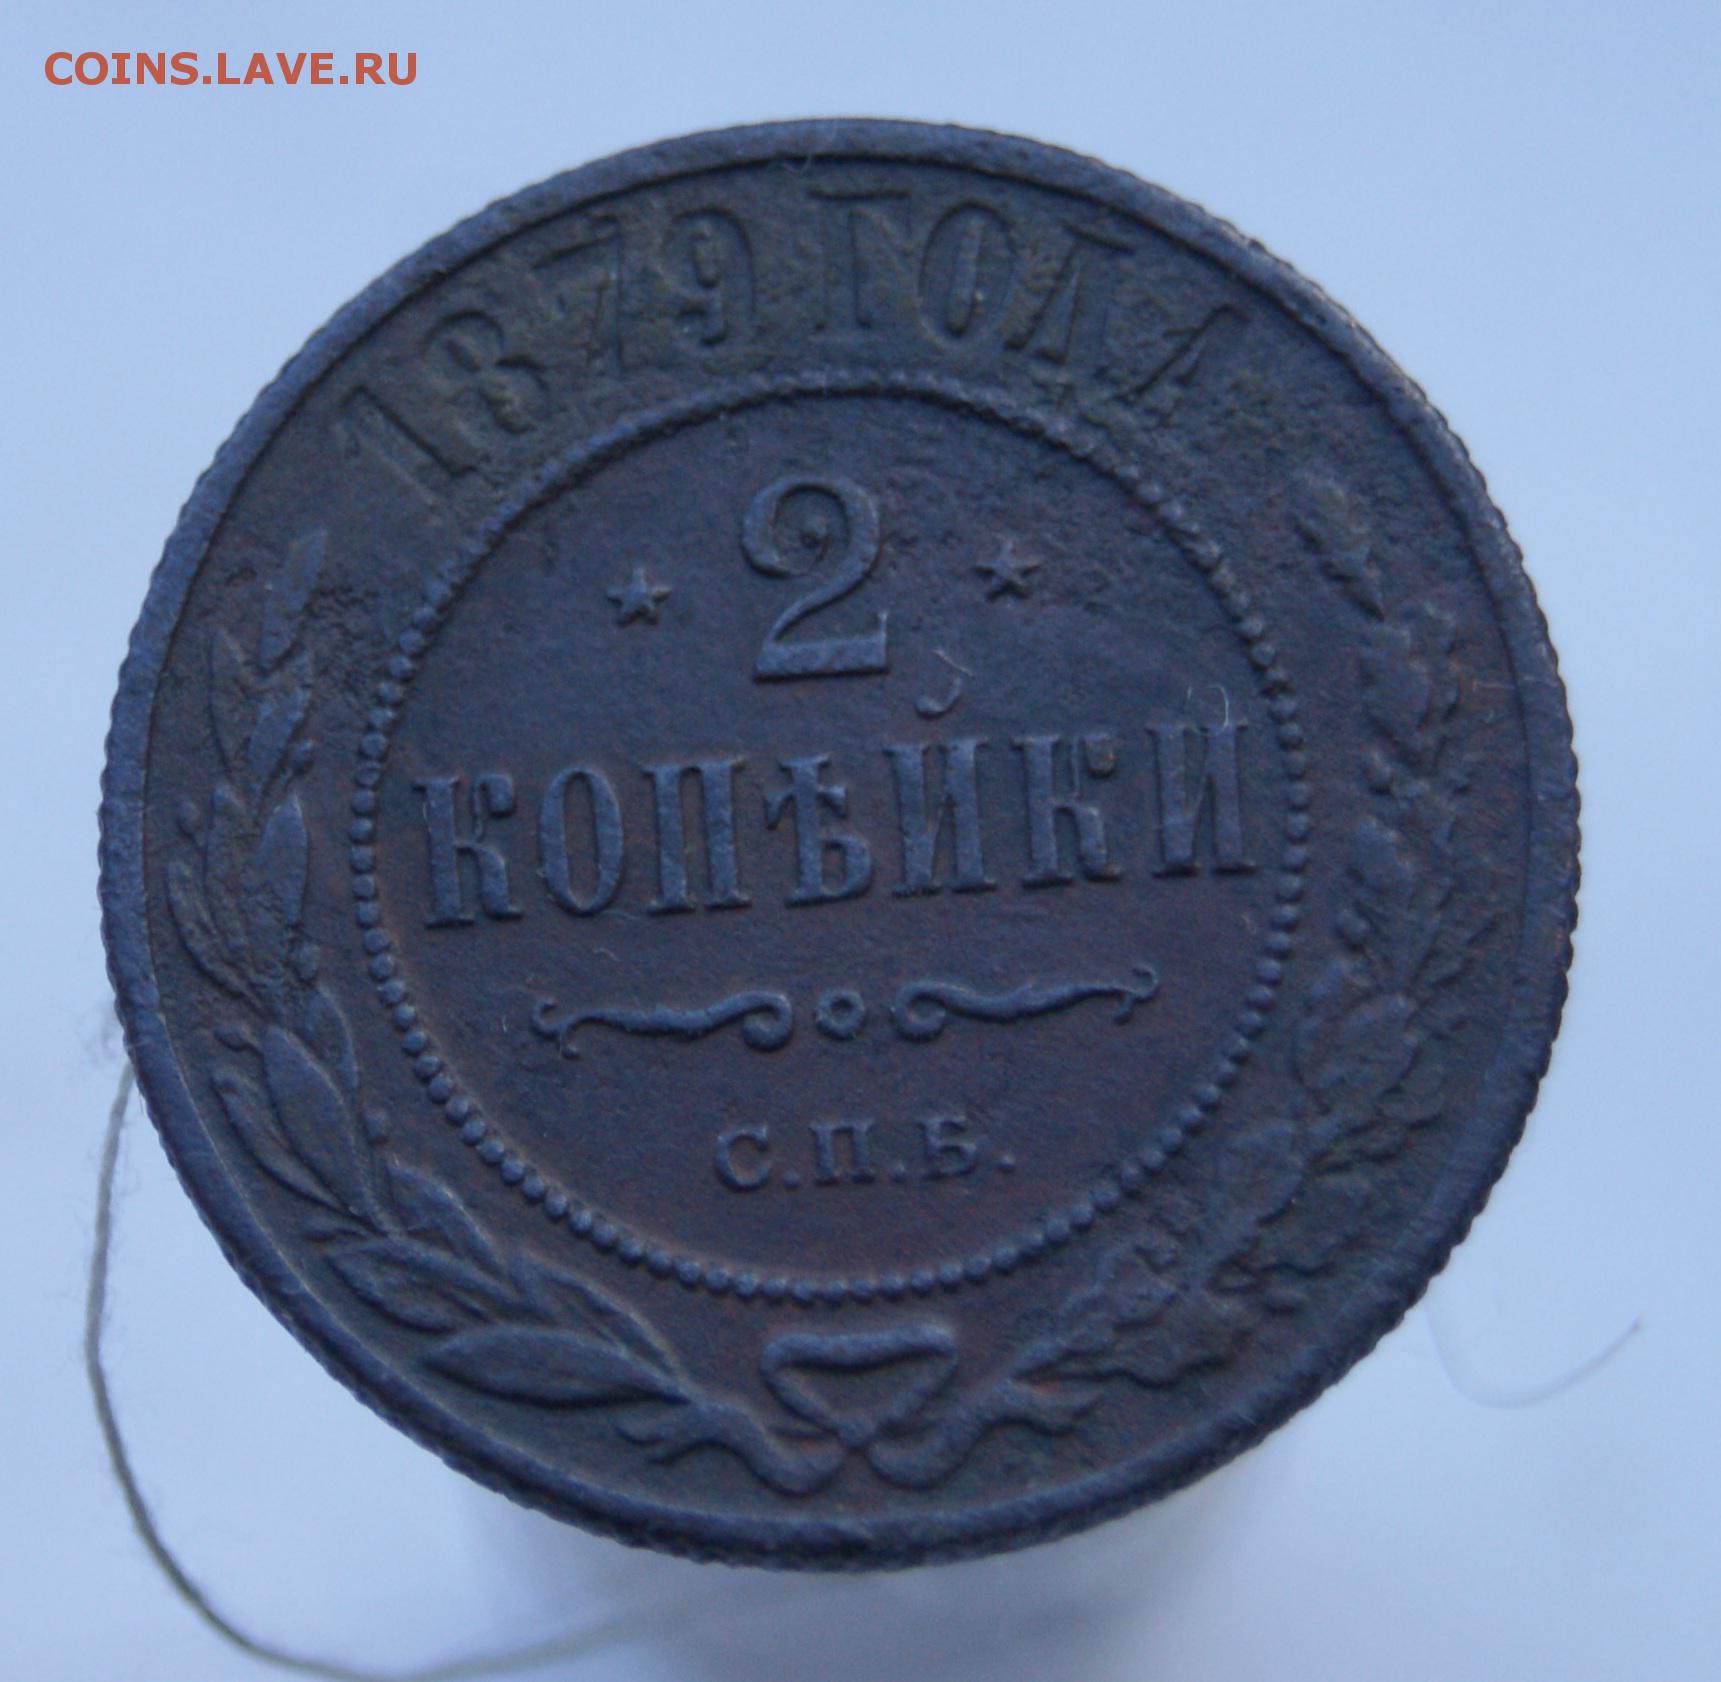 COINS.LAVE.RU
1879 ГОДА
2
КОПѢЙКИ
С.П.Б.